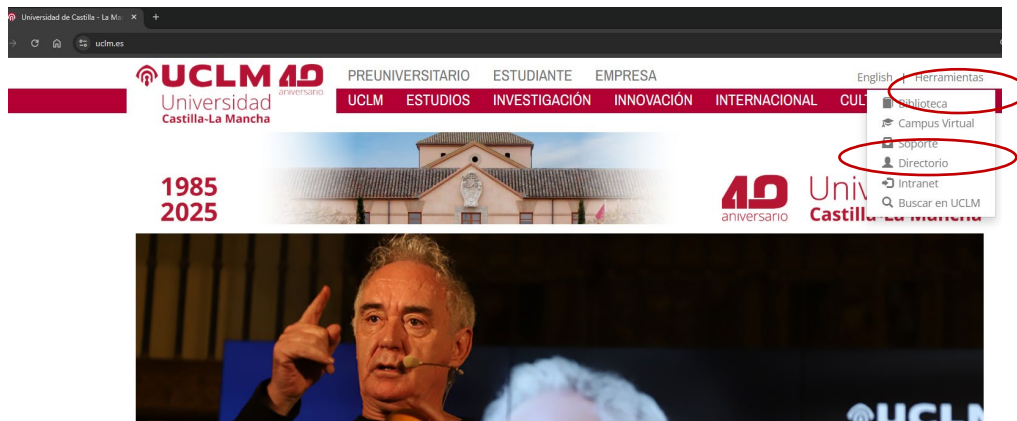 Universidad de Castilla - La Ma
uclm.es
UCLM 40 aniversario
Universidad
Castilla-La Mancha
PREUNIVERSITARIO ESTUDIANTE EMPRESA
English | Herramientas
UCLM ESTUDIOS INVESTIGACIÓN INNOVACIÓN INTERNACIONAL CUL
Biblioteca
Campus Virtual
Soporte
Directorio
Intranet
Buscar en UCLM
1985
2025
40 aniversario
Univ
Castilla-La Mancha
UCLM